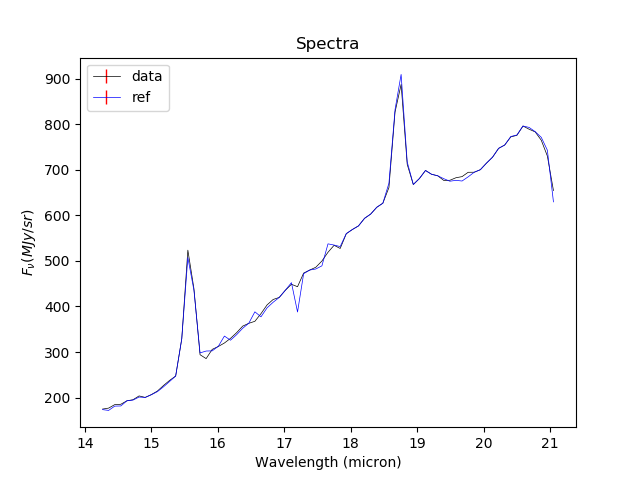 Spectra
data
ref
900
800
700
600
500
400
300
200
F_ν(MJy/sr)
14 15 16 17 18 19 20 21
Wavelength (micron)